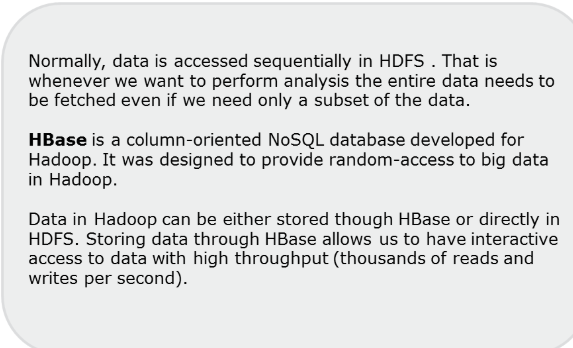 Normally, data is accessed sequentially in HDFS . That is
whenever we want to perform analysis the entire data needs to
be fetched even if we need only a subset of the data.
HBase is a column-oriented NoSQL database developed for
Hadoop. It was designed to provide random-access to big data
in Hadoop.
Data in Hadoop can be either stored though HBase or directly in
HDFS. Storing data through HBase allows us to have interactive
access to data with high throughput (thousands of reads and
writes per second).